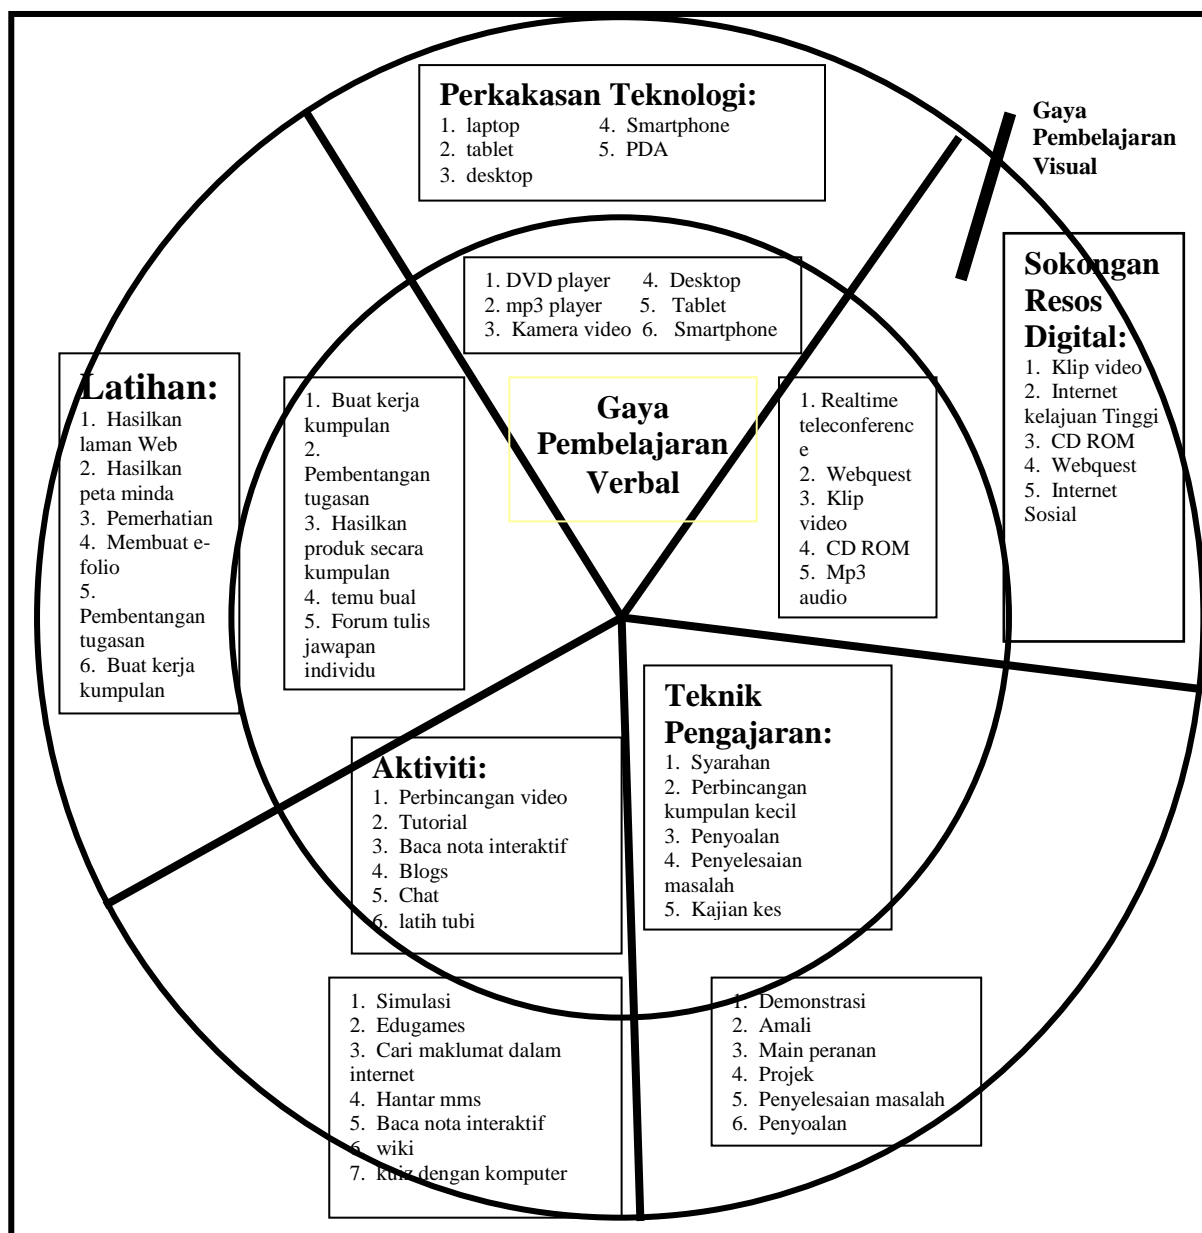 Perkakasan Teknologi:
1. laptop
2. tablet
3. desktop
4. Smartphone
5. PDA
Gaya
Pembelajaran
Visual
1. DVD player
2. mp3 player
3. Kamera video
4. Desktop
5. Tablet
6. Smartphone
Sokongan
Resos
Digital:
1. Klip video
2. Internet
kelajuan Tinggi
3. CD ROM
4. Webquest
5. Internet
Sosial
Latihan:
1. Hasilkan
laman Web
2. Hasilkan
peta minda
3. Pemerhatian
4. Membuat e-
folio
5.
Pembentangan
tugasan
6. Buat kerja
kumpulan
1. Buat kerja
kumpulan
2.
Pembentangan
tugasan
3. Hasilkan
produk secara
kumpulan
4. temu bual
5. Forum tulis
jawapan
individu
Gaya
Pembelajaran
Verbal
1. Realtime
teleconferenc
e
2. Webquest
3. Klip
video
4. CD ROM
5. Mp3
audio
Teknik
Pengajaran:
1. Syarahan
2. Perbincangan
kumpulan kecil
3. Penyoalan
4. Penyelesaian
masalah
5. Kajian kes
Aktiviti:
1. Perbincangan video
2. Tutorial
3. Baca nota interaktif
4. Blogs
5. Chat
6. latih tubi
1. Simulasi
2. Edugames
3. Cari maklumat dalam
internet
4. Hantar mms
5. Baca nota interaktif
6. wiki
7. kuiz dengan komputer
1. Demonstrasi
2. Amali
3. Main peranan
4. Projek
5. Penyelesaian masalah
6. Penyoalan